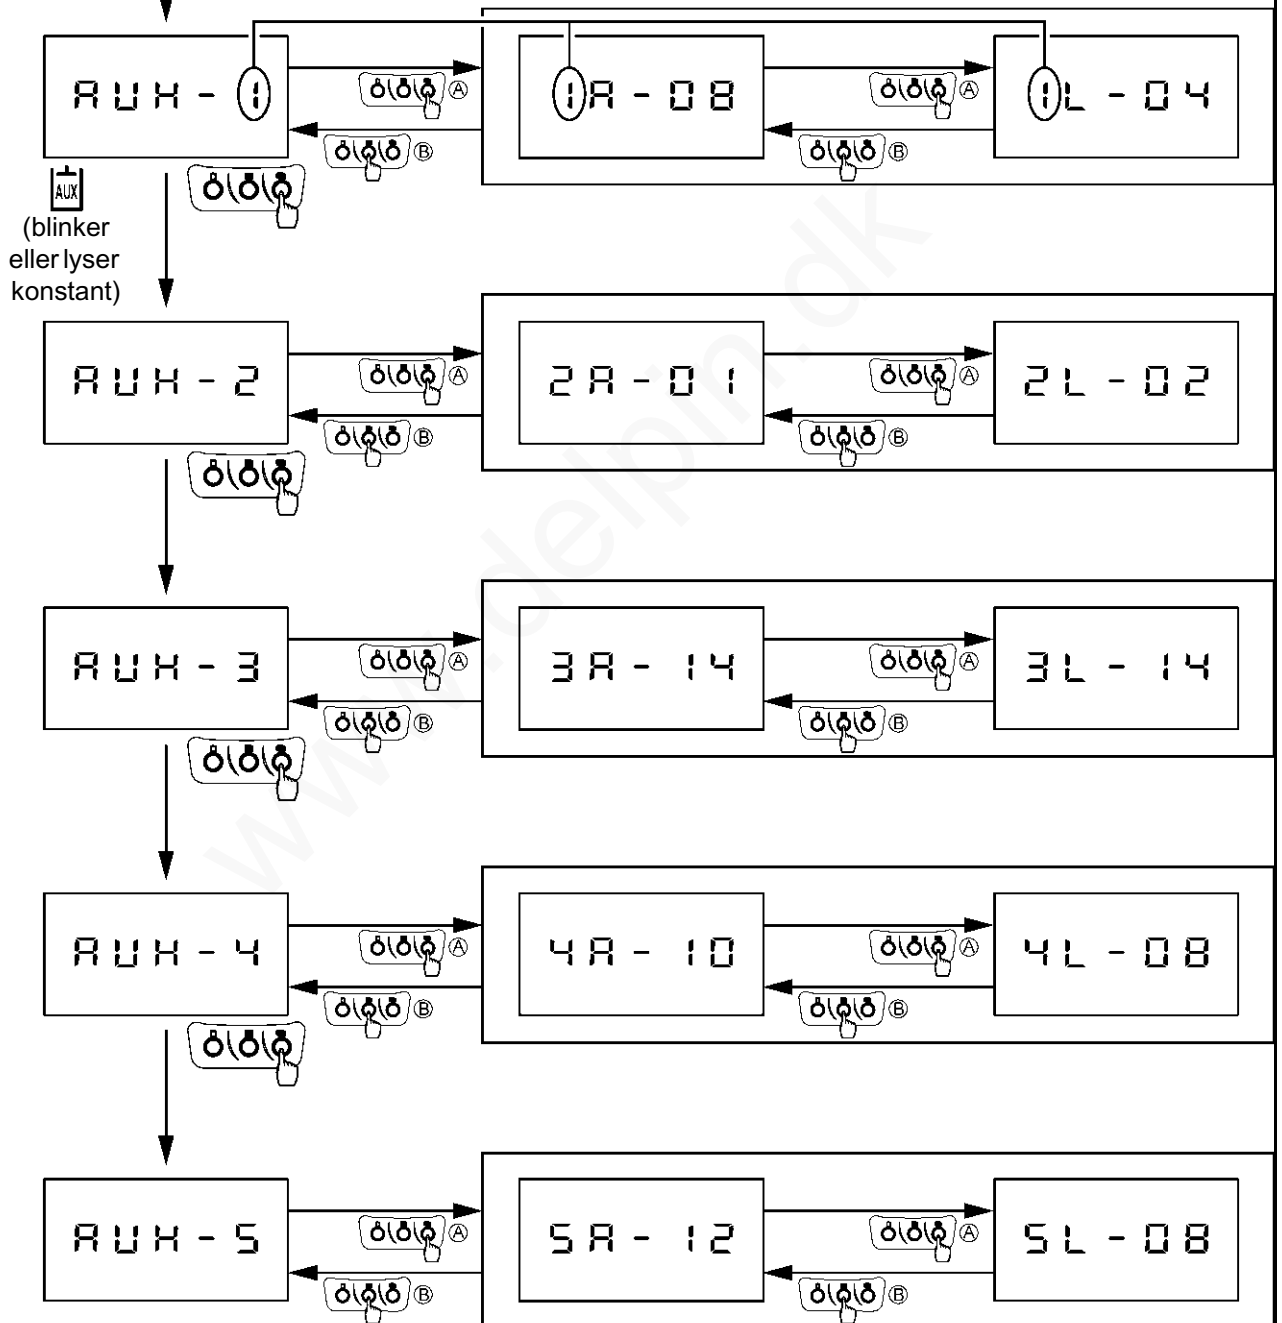 AUX-1 A 1A-08 A 1L-04
B B
AUX
(blinker
eller lyser
konstant)
AUX-2 A 2A-01 A 2L-02
B B
AUX-3 A 3A-14 A 3L-14
B B
AUX-4 A 4A-10 A 4L-08
B B
AUX-5 A 5A-12 A 5L-08
B B
www.delpin.dk